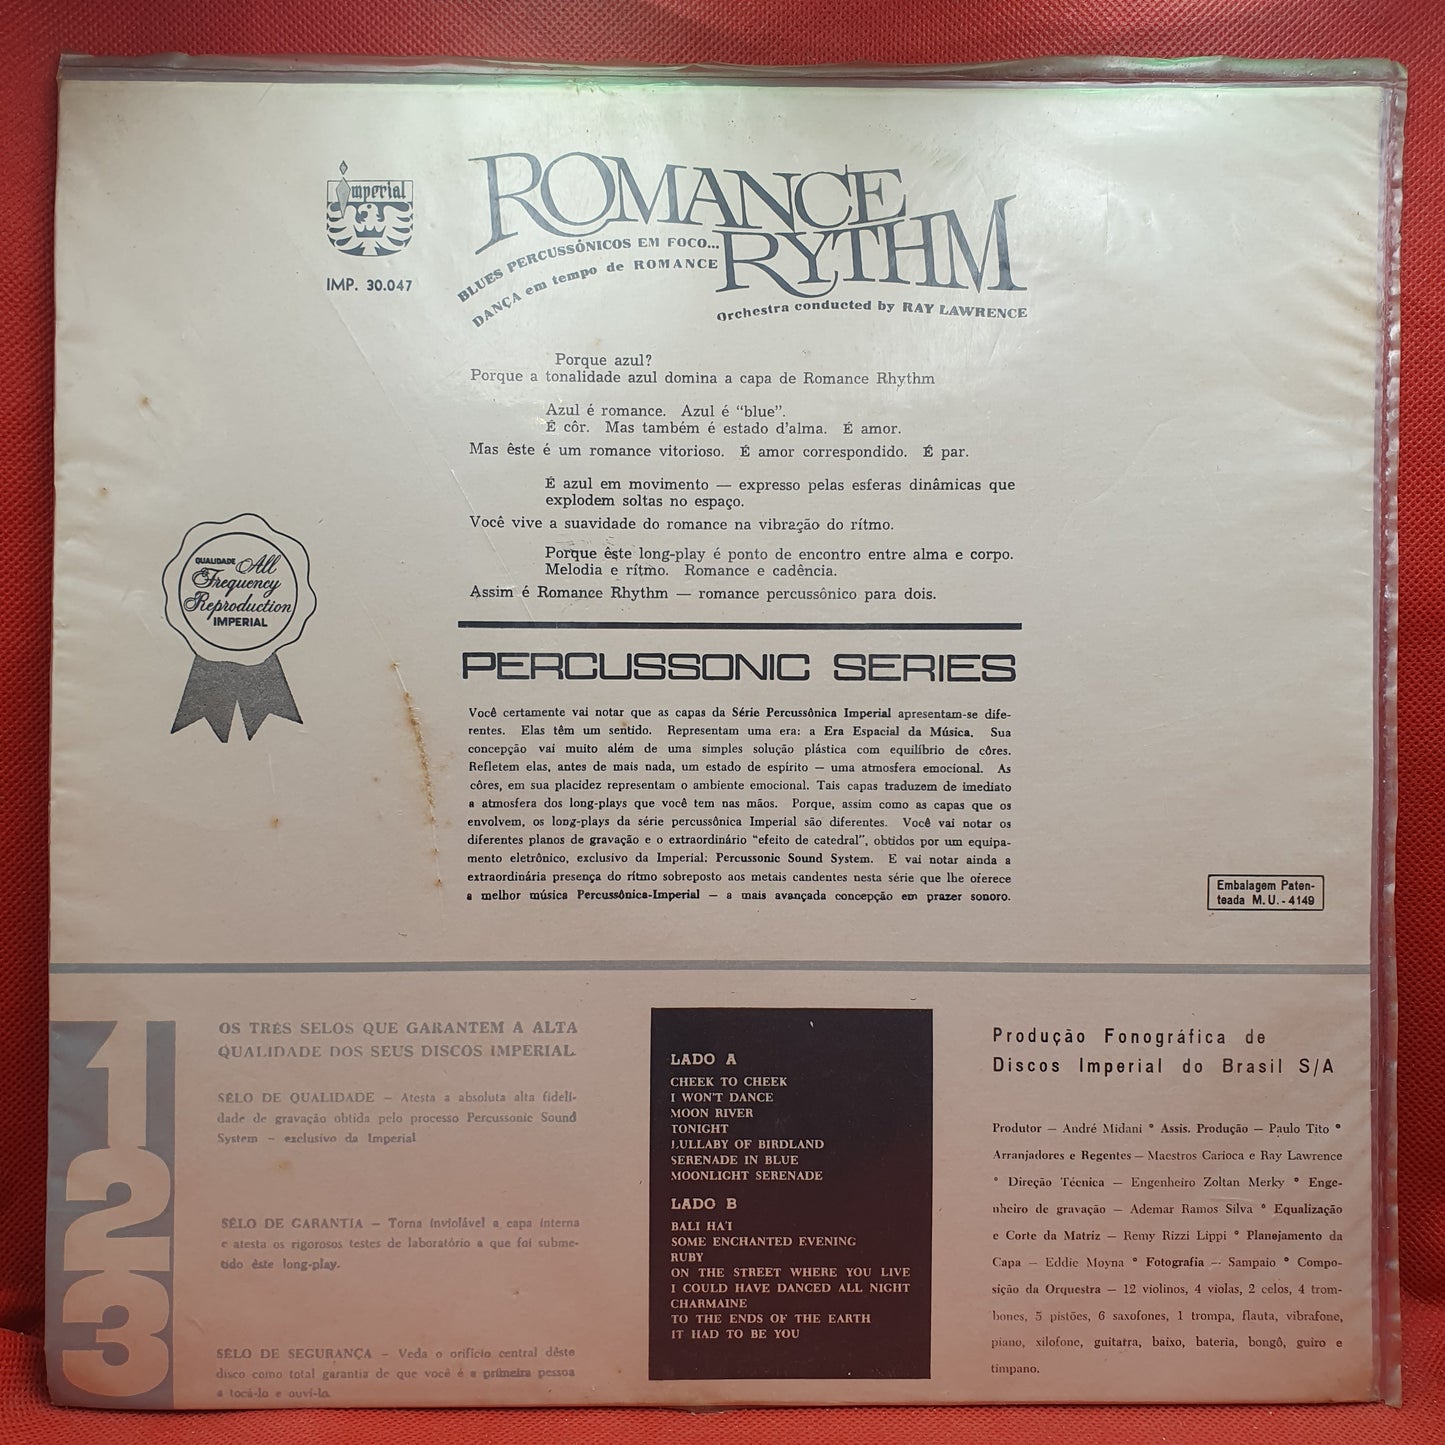 Imperial
IMP. 30.047
ROMANCE
RYTHM
BLUES PERCUSSÔNICOS EM FOCO...
DANÇA em tempo de ROMANCE
Orchestra conducted by RAY LAWRENCE
Porque azul?
Porque a tonalidade azul domina a capa de Romance Rhythm
Azul é romance. Azul é "blue".
É côr. Mas também é estado d'alma. É amor.
Mas êste é um romance vitorioso. É amor correspondido. É par.
É azul em movimento — expresso pelas esferas dinâmicas que
explodem soltas no espaço.
Você vive a suavidade do romance na vibração do rítmo.
Porque êste long-play é ponto de encontro entre alma e corpo.
Melodia e rítmo. Romance e cadência.
Assim é Romance Rhythm — romance percussônico para dois.
QUALIDADE All
Frequency
Reproduction
IMPERIAL
PERCUSSONIC SERIES
Você certamente vai notar que as capas da Série Percussônica Imperial apresentam-se dife-
rentes. Elas têm um sentido. Representam uma era: a Era Espacial da Música. Sua
concepção vai muito além de uma simples solução plástica com equilíbrio de côres.
Refletem elas, antes de mais nada, um estado de espírito — uma atmosfera emocional. As
côres, em sua placidez representam o ambiente emocional. Tais capas traduzem de imediato
a atmosfera dos long-plays que você tem nas mãos. Porque, assim como as capas que os
envolvem, os long-plays da série percussônica Imperial são diferentes. Você vai notar os
diferentes planos de gravação e o extraordinário "efeito de catedral", obtidos por um equipa-
mento eletrônico, exclusivo da Imperial: Percussonic Sound System. E vai notar ainda a
extraordinária presença do rítmo sobreposto aos metais candentes nesta série que lhe oferece
a melhor música Percussônica-Imperial — a mais avançada concepção em prazer sonoro.
Embalagem Paten-
teada M.U. - 4149
1
2
3
OS TRÊS SELOS QUE GARANTEM A ALTA
QUALIDADE DOS SEUS DISCOS IMPERIAL
SÊLO DE QUALIDADE — Atesta a absoluta alta fideli-
dade de gravação obtida pelo processo Percussonic Sound
System — exclusivo da Imperial
SÊLO DE GARANTIA — Torna inviolável a capa interna
e atesta os rigorosos testes de laboratório a que foi subme-
tido êste long-play.
SÊLO DE SEGURANÇA — Veda o orifício central dêste
disco como total garantia de que você é a primeira pessoa
a tocá-lo e ouví-lo.
LADO A
CHEEK TO CHEEK
I WON'T DANCE
MOON RIVER
TONIGHT
LULLABY OF BIRDLAND
SERENADE IN BLUE
MOONLIGHT SERENADE
LADO B
BALI HA'I
SOME ENCHANTED EVENING
RUBY
ON THE STREET WHERE YOU LIVE
I COULD HAVE DANCED ALL NIGHT
CHARMAINE
TO THE ENDS OF THE EARTH
IT HAD TO BE YOU
Produção Fonográfica de
Discos Imperial do Brasil S/A
Produtor — André Midani ° Assis. Produção — Paulo Tito °
Arranjadores e Regentes — Maestros Carioca e Ray Lawrence
° Direção Técnica — Engenheiro Zoltan Merky ° Enge-
nheiro de gravação — Ademar Ramos Silva ° Equalização
e Corte da Matriz — Remy Rizzi Lippi ° Planejamento da
Capa — Eddie Moyna ° Fotografia — Sampaio ° Compo-
sição da Orquestra — 12 violinos, 4 violas, 2 celos, 4 trom-
bones, 5 pistões, 6 saxofones, 1 trompa, flauta, vibrafone,
piano, xilofone, guitarra, baixo, bateria, bongô, guiro e
timpano.